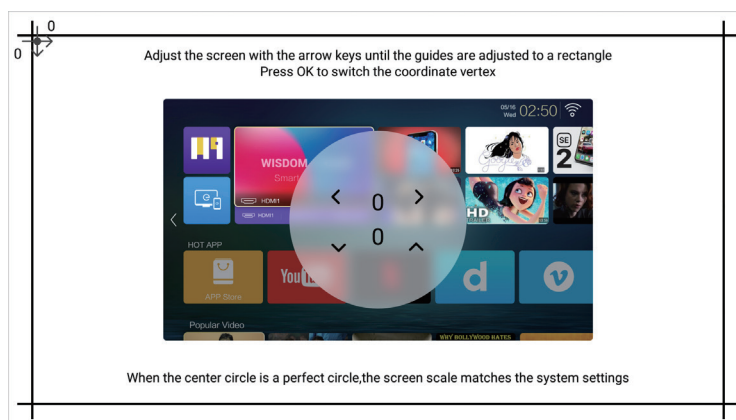 0
0
Adjust the screen with the arrow keys until the guides are adjusted to a rectangle
Press OK to switch the coordinate vertex
05/16
Wed
02:50
WISDOM
Smart
HDMI1
HDMI1
Google
SE
2
HD
0
0
HOT APP
APP Store
You
d
Popular Video
WHY BOLLYWOOD HATES
When the center circle is a perfect circle,the screen scale matches the system settings